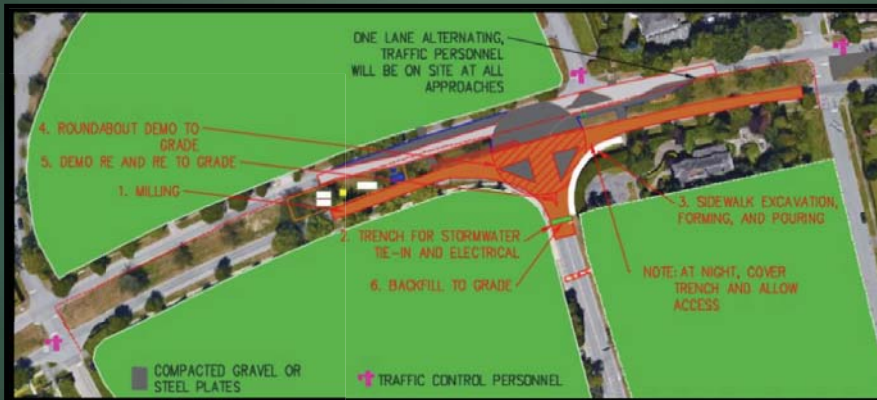 ONE LANE ALTERNATING,
TRAFFIC PERSONNEL
WILL BE ON SITE AT ALL
APPROACHES
4. ROUNDABOUT DEMO TO
GRADE
5. DEMO RE AND RE TO GRADE
1. MILLING
3. SIDEWALK EXCAVATION,
FORMING, AND POURING
2. TRENCH FOR STORMWATER
TIE-IN AND ELECTRICAL
6. BACKFILL TO GRADE
NOTE: AT NIGHT, COVER
TRENCH AND ALLOW
ACCESS
COMPACTED GRAVEL OR
STEEL PLATES
TRAFFIC CONTROL PERSONNEL